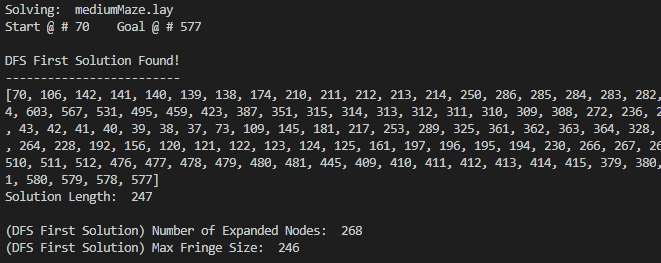 Solving:  mediumMaze.lay
Start @ # 70    Goal @ # 577
DFS First Solution Found!
-------------------------
[70, 106, 142, 141, 140, 139, 138, 174, 210, 211, 212, 213, 214, 250, 286, 285, 284, 283, 282,
4, 603, 567, 531, 495, 459, 423, 387, 351, 315, 314, 313, 312, 311, 310, 309, 308, 272, 236, 2
, 43, 42, 41, 40, 39, 38, 37, 73, 109, 145, 181, 217, 253, 289, 325, 361, 362, 363, 364, 328,
, 264, 228, 192, 156, 120, 121, 122, 123, 124, 125, 161, 197, 196, 195, 194, 230, 266, 267, 26
510, 511, 512, 476, 477, 478, 479, 480, 481, 445, 409, 410, 411, 412, 413, 414, 415, 379, 380,
1, 580, 579, 578, 577]
Solution Length:  247
(DFS First Solution) Number of Expanded Nodes:  268
(DFS First Solution) Max Fringe Size:  246